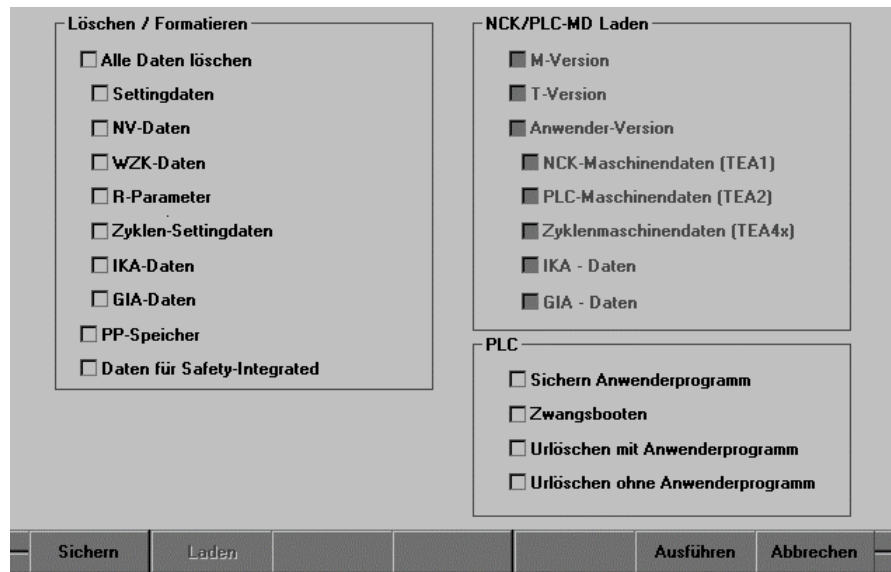 Löschen / Formatieren
Alle Daten löschen
Settingdaten
NV-Daten
WZK-Daten
R-Parameter
Zyklen-Settingdaten
IKA-Daten
GIA-Daten
PP-Speicher
Daten für Safety-Integrated
NCK/PLC-MD Laden
M-Version
T-Version
Anwender-Version
NCK-Maschinendaten (TEA1)
PLC-Maschinendaten (TEA2)
Zyklenmaschinendaten (TEA4x)
IKA - Daten
GIA - Daten
PLC
Sichern Anwenderprogramm
Zwangsbooten
Urlöschen mit Anwenderprogramm
Urlöschen ohne Anwenderprogramm
Sichern Laden Ausführen Abbrechen